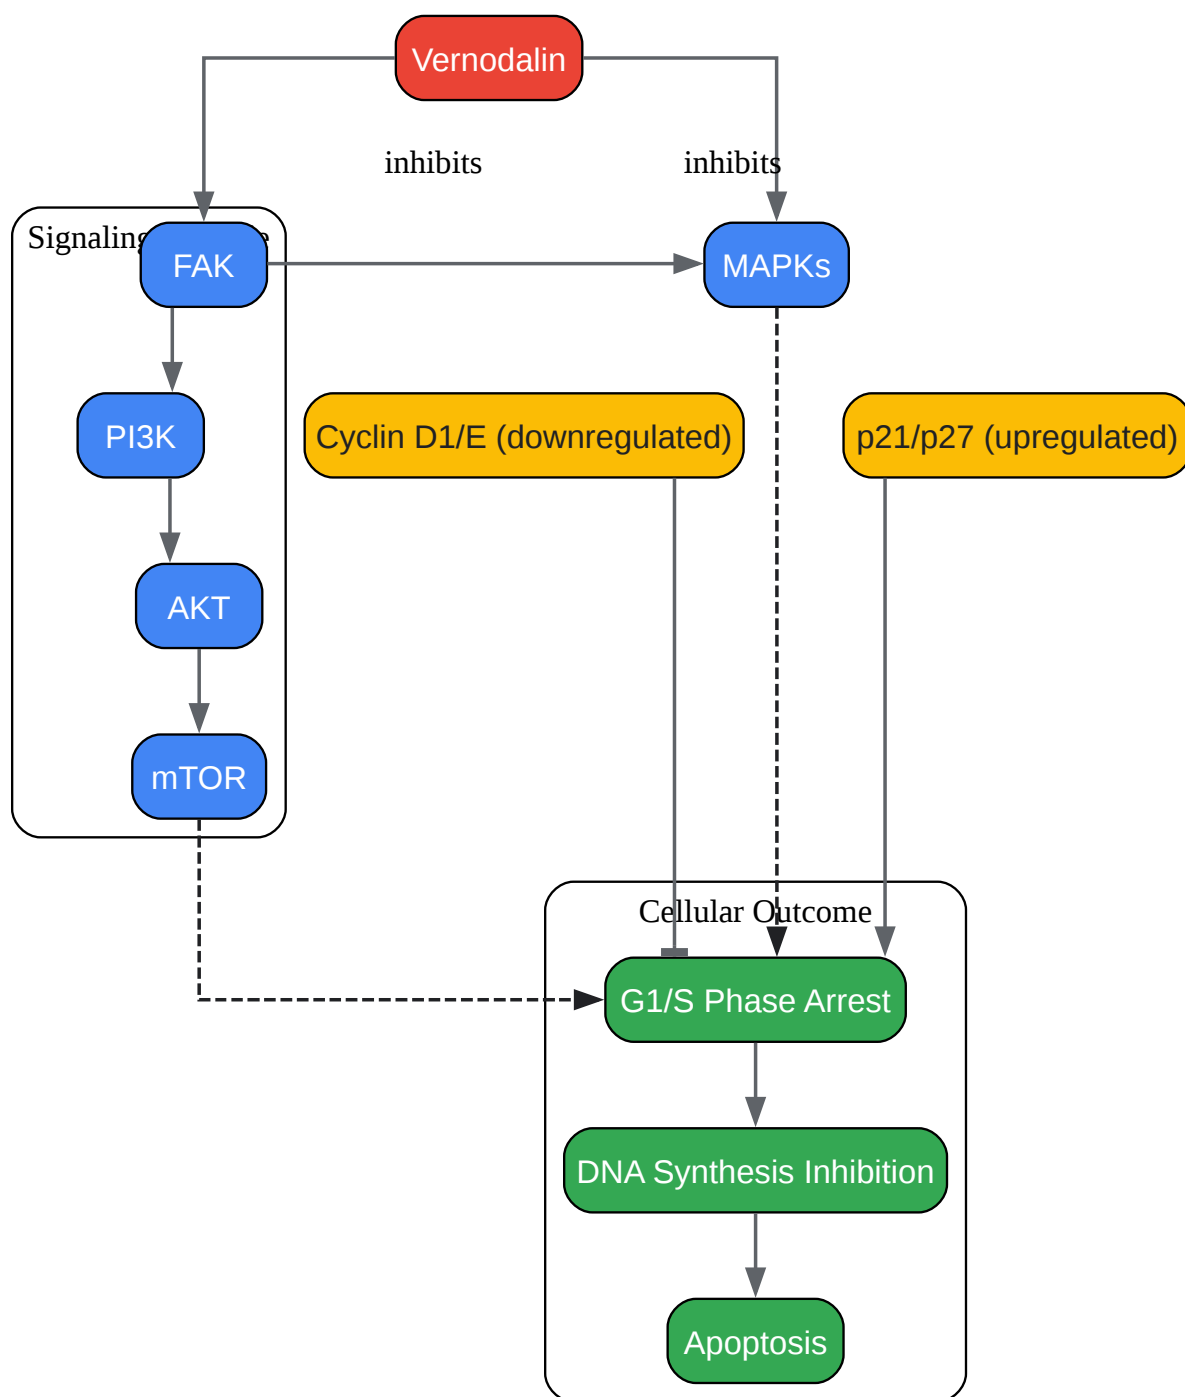 Vernodalin
inhibits
inhibits
Signaling
FAK
MAPKs
PI3K
Cyclin D1/E (downregulated)
p21/p27 (upregulated)
AKT
mTOR
Cellular Outcome
G1/S Phase Arrest
DNA Synthesis Inhibition
Apoptosis